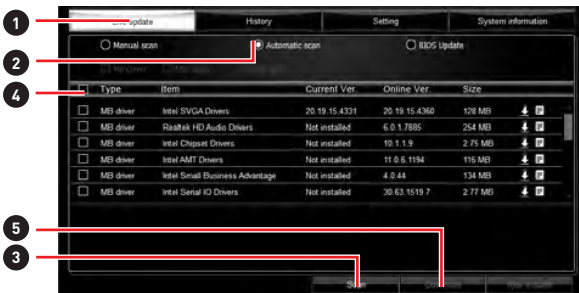 1
Live update History Setting System information
Manual scan Automatic scan BIOS Update
2
4
Type Item Current Ver. Online Ver. Size
MB driver Intel SVGA Drivers 20.19.15.4331 20.19.15.4360 128 MB
MB driver Realtek HD Audio Drivers Not installed 6.0.1.7885 254 MB
MB driver Intel Chipset Drivers Not installed 10.1.1.9 2.75 MB
MB driver Intel AMT Drivers Not installed 11.0.6.1194 116 MB
MB driver Intel Small Business Advantage Not installed 4.0.44 134 MB
MB driver Intel Serial IO Drivers Not installed 30.63.1519.7 2.77 MB
5
3
Scan